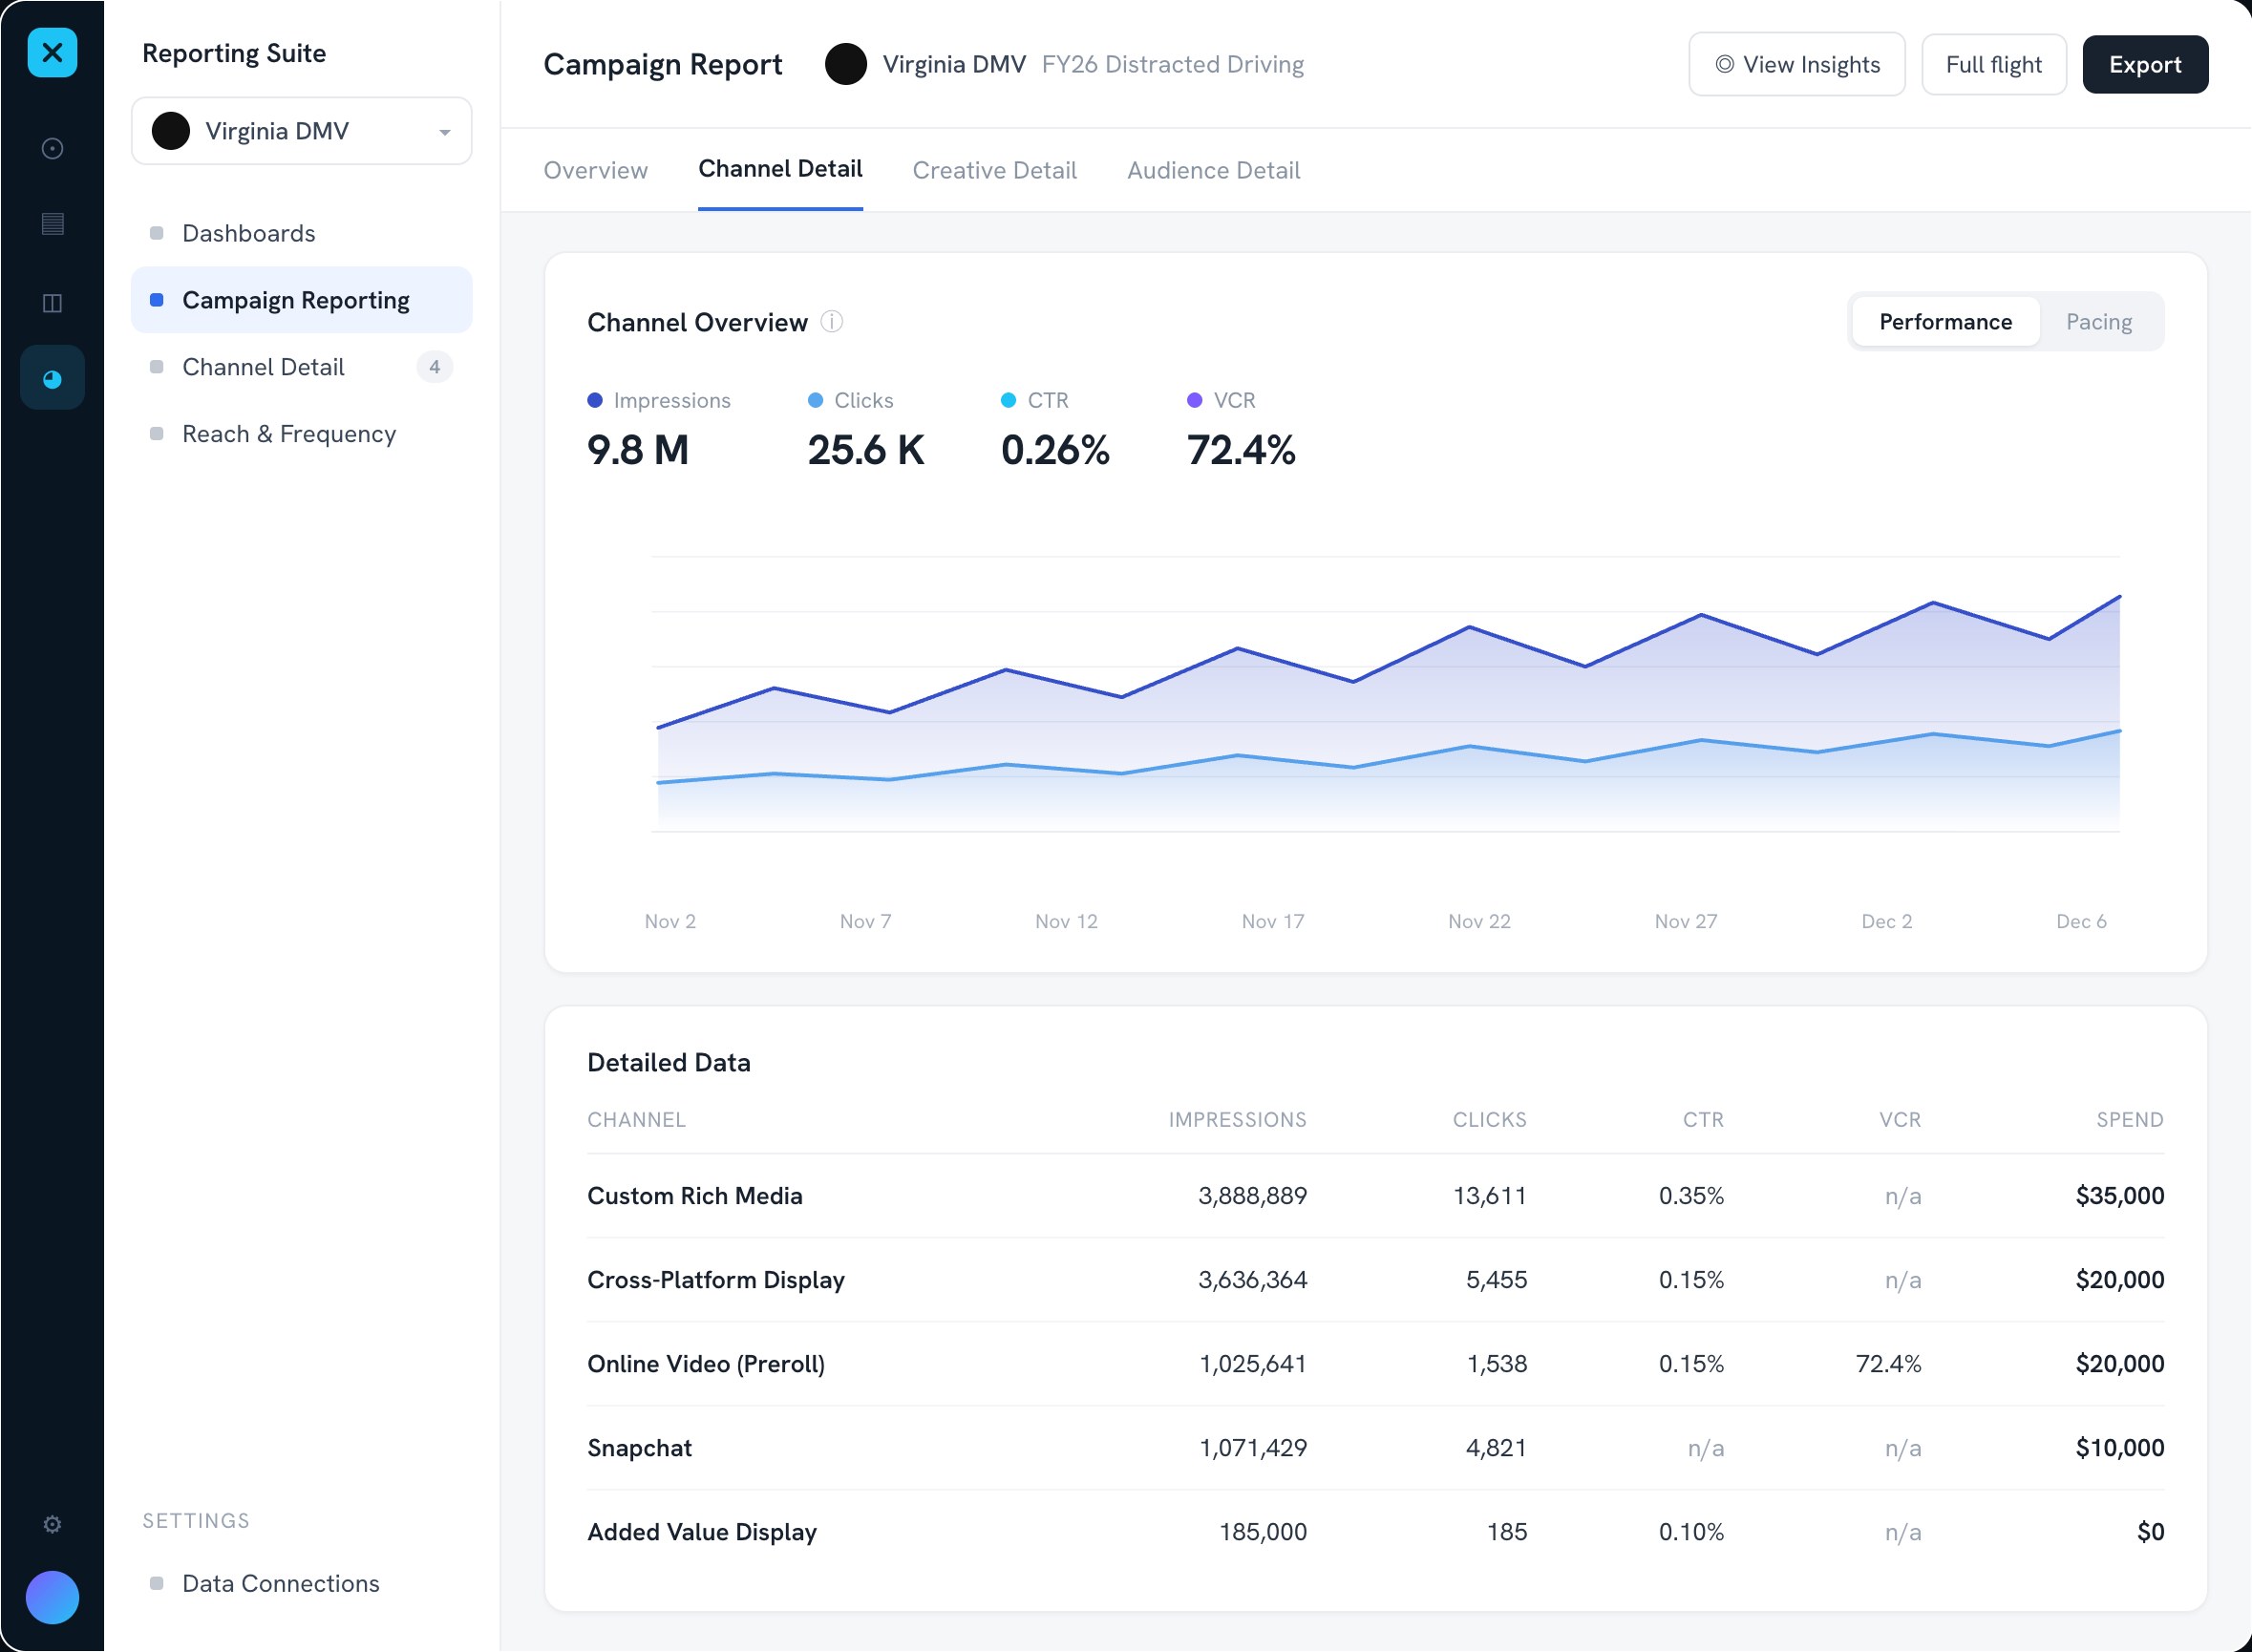 Reporting Suite
Virginia DMV
Dashboards
Campaign Reporting
Channel Detail 4
Reach & Frequency
SETTINGS
Data Connections
Campaign Report Virginia DMV FY26 Distracted Driving
View Insights Full flight Export
Overview Channel Detail Creative Detail Audience Detail
Channel Overview
Performance Pacing
Impressions Clicks CTR VCR
9.8 M 25.6 K 0.26% 72.4%
Nov 2 Nov 7 Nov 12 Nov 17 Nov 22 Nov 27 Dec 2 Dec 6
Detailed Data
CHANNEL IMPRESSIONS CLICKS CTR VCR SPEND
Custom Rich Media 3,888,889 13,611 0.35% n/a $35,000
Cross-Platform Display 3,636,364 5,455 0.15% n/a $20,000
Online Video (Preroll) 1,025,641 1,538 0.15% 72.4% $20,000
Snapchat 1,071,429 4,821 n/a n/a $10,000
Added Value Display 185,000 185 0.10% n/a $0